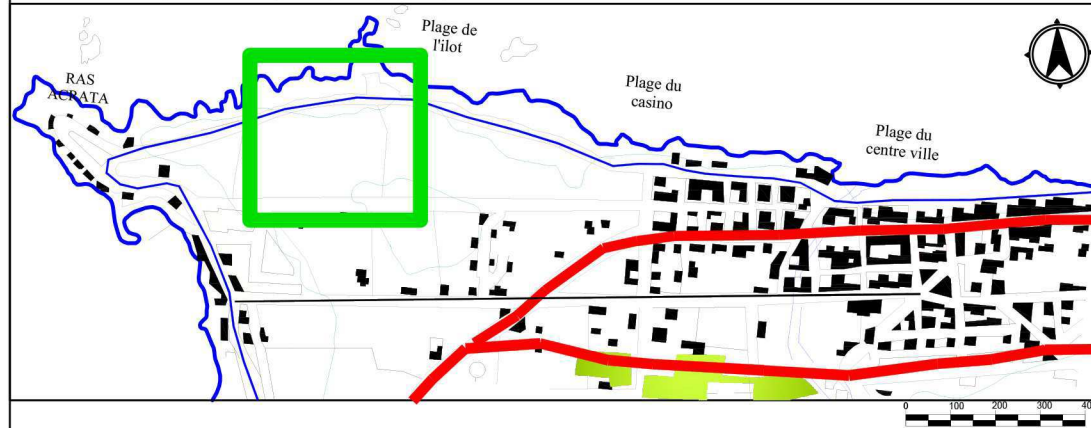 Plage de
l'ilot
RAS
ACRATA
Plage du
casino
Plage du
centre ville
0 100 200 300 40